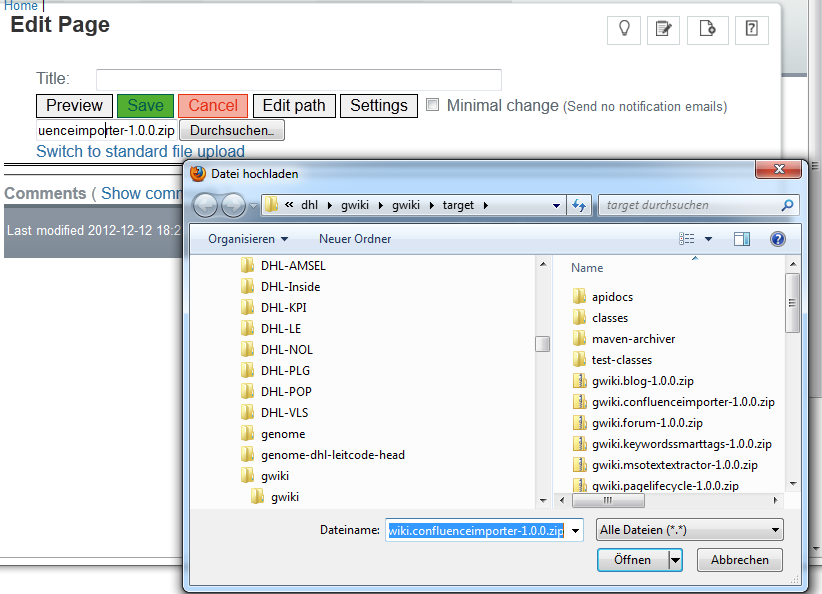 Home
Edit Page
Title:
Preview Save Cancel Edit path Settings Minimal change (Send no notification emails)
uenceimporter-1.0.0.zip Durchsuchen...
Switch to standard file upload
Comments ( Show comm
Last modified 2012-12-12 18:2
Datei hochladen
« dhl gwiki gwiki target
target durchsuchen
Organisieren Neuer Ordner
DHL-AMSEL
DHL-Inside
DHL-KPI
DHL-LE
DHL-NOL
DHL-PLG
DHL-POP
DHL-VLS
genome
genome-dhl-leitcode-head
gwiki
gwiki
Name
apidocs
classes
maven-archiver
test-classes
gwiki.blog-1.0.0.zip
gwiki.confluenceimporter-1.0.0.zip
gwiki.forum-1.0.0.zip
gwiki.keywordssmarttags-1.0.0.zip
gwiki.msotextextractor-1.0.0.zip
gwiki.pagelifecycle-1.0.0.zip
Dateiname: wiki.confluenceimporter-1.0.0.zip Alle Dateien (*.*)
Öffnen Abbrechen